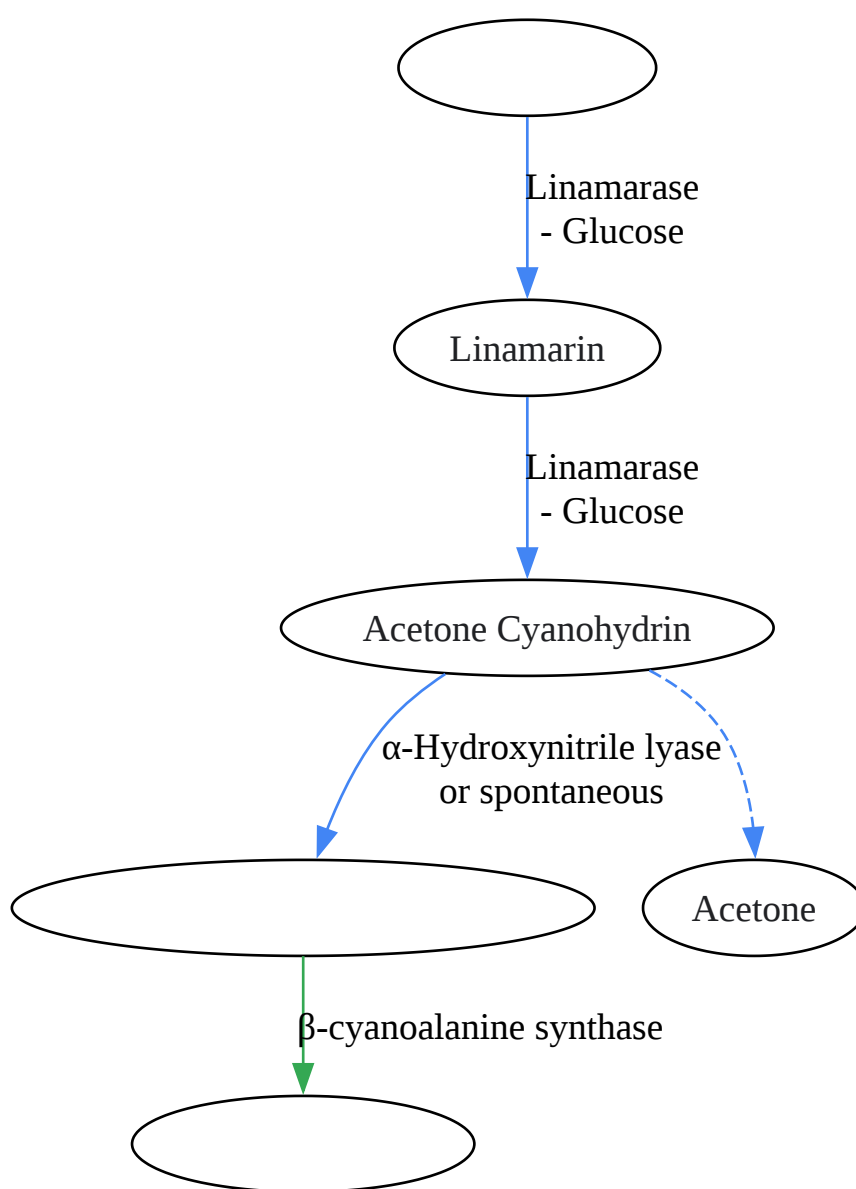 Linamarase
- Glucose
Linamarin
Linamarase
- Glucose
Acetone Cyanohydrin
α-Hydroxynitrile lyase
or spontaneous
Acetone
β-cyanoalanine synthase